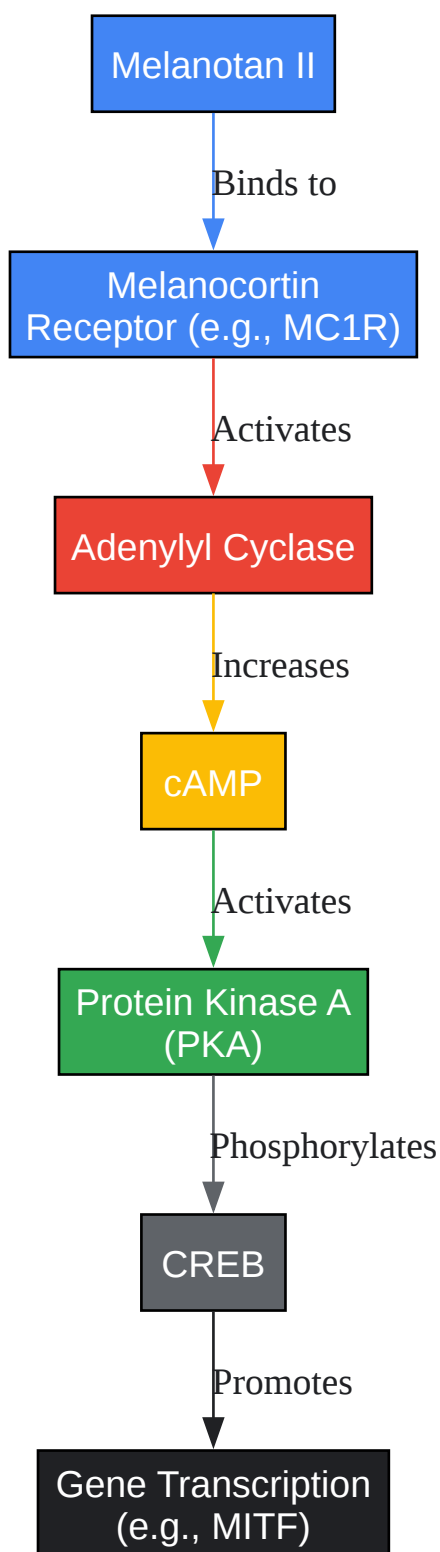 Melanotan II
Binds to
Melanocortin
Receptor (e.g., MC1R)
Activates
Adenylyl Cyclase
Increases
cAMP
Activates
Protein Kinase A
(PKA)
Phosphorylates
CREB
Promotes
Gene Transcription
(e.g., MITF)